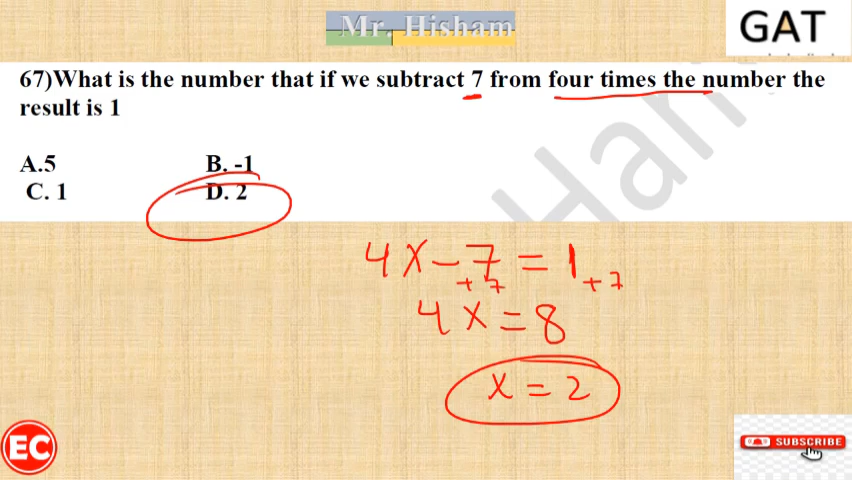 Mr. Hisham
GAT
67)What is the number that if we subtract 7 from four times the number the
result is 1
A.5 B. -1
C. 1 D. 2
4x - 7 = 1
+7 +7
4x = 8
x = 2
EC
SUBSCRIBE